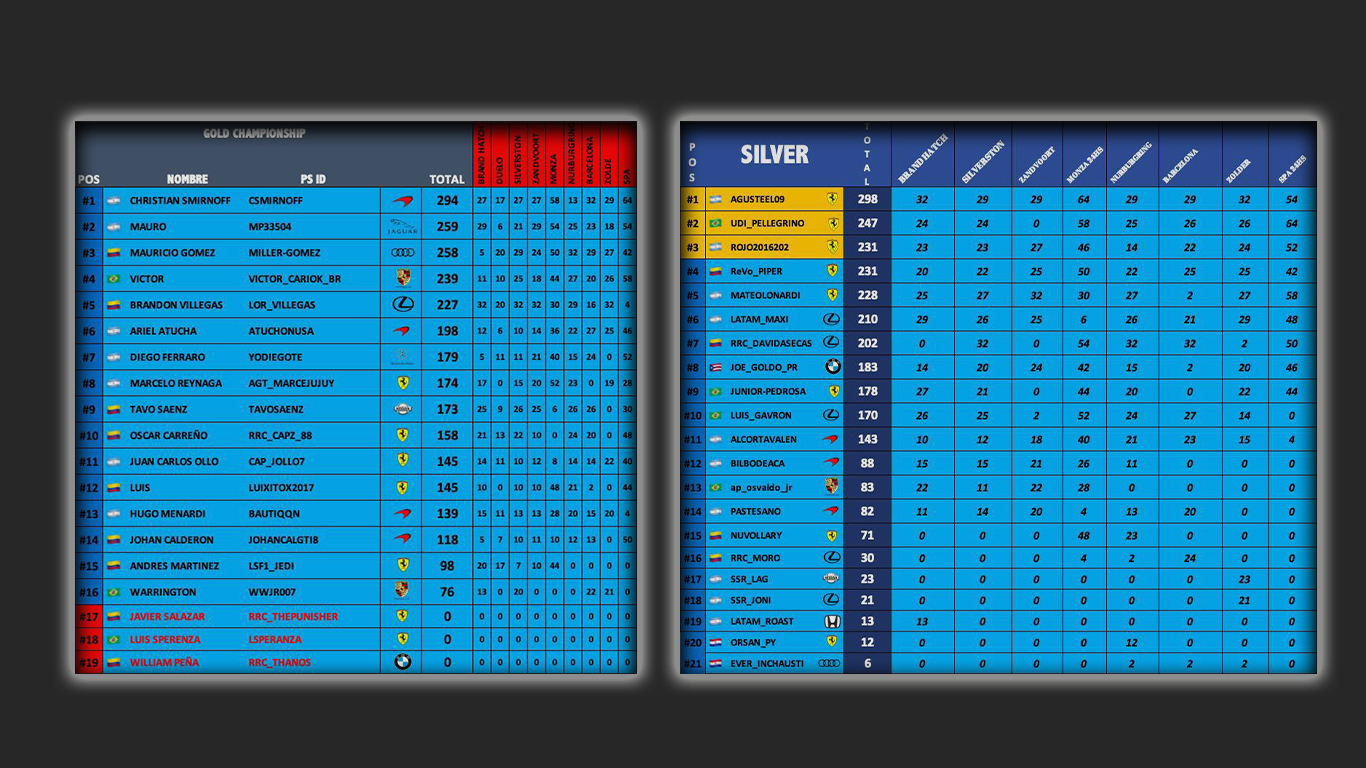 GOLD CHAMPIONSHIP
POS NOMBRE PS ID TOTAL BRAND HATCH DUBLO SILVERSTON ZANDVOORT MONZA NURBURGRING BARCELONA ZOLDE SPA
#1 CHRISTIAN SMIRNOFF CSMIRNOFF 294 27 17 27 27 58 13 32 29 64
#2 MAURO MP33504 JAGUAR 259 29 6 21 29 54 25 23 18 54
#3 MAURICIO GOMEZ MILLER-GOMEZ 258 5 20 29 24 50 32 29 27 42
#4 VICTOR VICTOR_CARIOK_BR 239 11 10 25 18 44 27 20 26 58
#5 BRANDON VILLEGAS LOR_VILLEGAS 227 32 20 32 32 30 29 16 32 4
#6 ARIEL ATUCHA ATUCHONUSA 198 12 6 10 14 36 22 27 25 46
#7 DIEGO FERRARO YODIEGOTE 179 5 11 11 21 40 15 24 0 52
#8 MARCELO REYNAGA AGT_MARCEJUJUY 174 17 0 15 20 52 23 0 19 28
#9 TAVO SAENZ TAVOSAENZ 173 25 9 26 25 6 26 26 0 30
#10 OSCAR CARREÑO RRC_CAPZ_88 158 21 13 22 10 0 24 20 0 48
#11 JUAN CARLOS OLLO CAP_JOLLO7 145 14 11 10 12 8 14 14 22 40
#12 LUIS LUIXITOX2017 145 10 0 10 10 48 21 2 0 44
#13 HUGO MENARDI BAUTIQQN 139 15 11 13 13 28 20 15 20 4
#14 JOHAN CALDERON JOHANCALGTI8 118 5 7 10 11 10 12 13 0 50
#15 ANDRES MARTINEZ LSF1_JEDI 98 20 17 7 10 44 0 0 0 0
#16 WARRINGTON WWJR007 76 13 0 20 0 0 0 22 21 0
#17 JAVIER SALAZAR RRC_THEPUNISHER 0 0 0 0 0 0 0 0 0 0
#18 LUIS SPERENZA LSPERANZA 0 0 0 0 0 0 0 0 0 0
#19 WILLIAM PEÑA RRC_THANOS 0 0 0 0 0 0 0 0 0 0
POS SILVER TOTAL BRAND HATCH SILVERSTON ZANDVOORT MONZA 24HS NURBURGRING BARCELONA ZOLDER SPA 24HS
#1 AGUSTEEL09 298 32 29 29 64 29 29 32 54
#2 UDI_PELLEGRINO 247 24 24 0 58 25 26 26 64
#3 ROJO2016202 231 23 23 27 46 14 22 24 52
#4 ReVo_PIPER 231 20 22 25 50 22 25 25 42
#5 MATEOLONARDI 228 25 27 32 30 27 2 27 58
#6 LATAM_MAXI 210 29 26 25 6 26 21 29 48
#7 RRC_DAVIDASECAS 202 0 32 0 54 32 32 2 50
#8 JOE_GOLDO_PR 183 14 20 24 42 15 2 20 46
#9 JUNIOR-PEDROSA 178 27 21 0 44 20 0 22 44
#10 LUIS_GAVRON 170 26 25 2 52 24 27 14 0
#11 ALCORTAVALEN 143 10 12 18 40 21 23 15 4
#12 BILBODEACA 88 15 15 21 26 11 0 0 0
#13 ap_osvaldo_jr 83 22 11 22 28 0 0 0 0
#14 PASTESANO 82 11 14 20 4 13 20 0 0
#15 NUVOLLARY 71 0 0 0 48 23 0 0 0
#16 RRC_MORO 30 0 0 0 4 2 24 0 0
#17 SSR_LAG 23 0 0 0 0 0 0 23 0
#18 SSR_JONI 21 0 0 0 0 0 0 21 0
#19 LATAM_ROAST 13 13 0 0 0 0 0 0 0
#20 ORSAN_PY 12 0 0 0 0 12 0 0 0
#21 EVER_INCHAUSTI 6 0 0 0 0 2 2 2 0